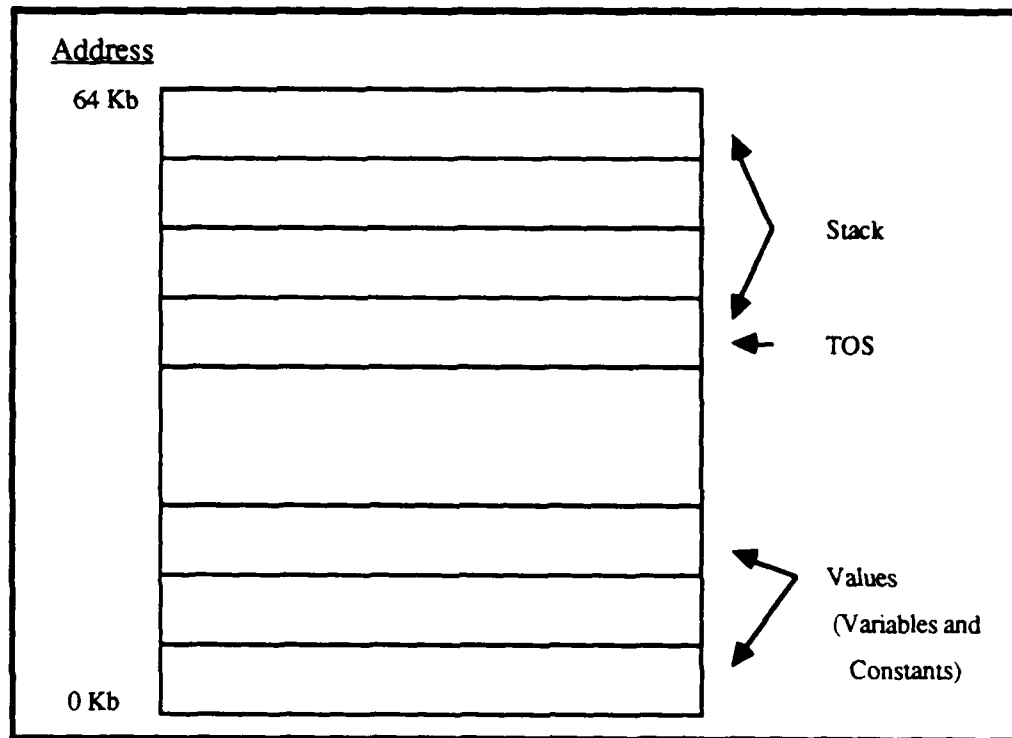 Address
64 Kb
Stack
TOS
Values
(Variables and
Constants)
0 Kb